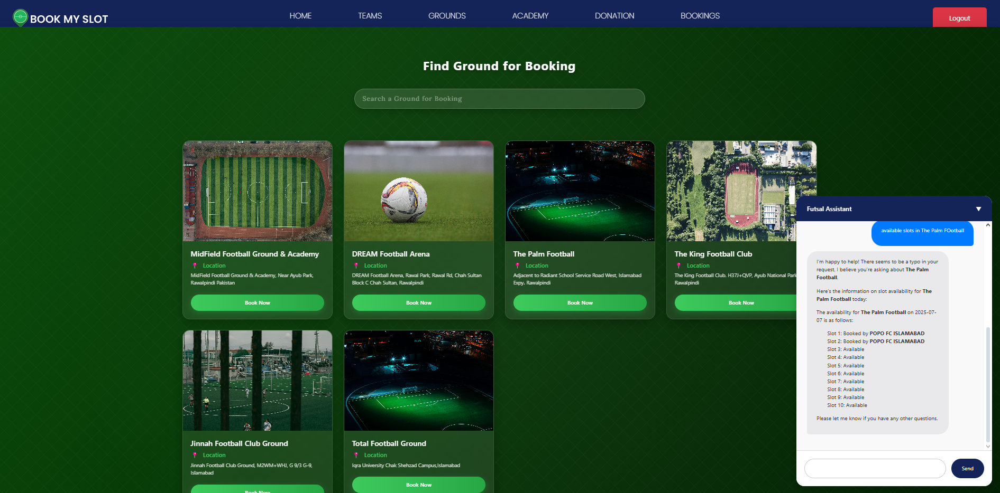 BOOK MY SLOT
HOME
TEAMS
GROUNDS
ACADEMY
DONATION
BOOKINGS
Logout
Find Ground for Booking
Search a Ground for Booking
MidField Football Ground & Academy
Location
MidField Football Ground & Academy, Near Ayub Park,
Rawalpindi Pakistan
Book Now
DREAM Football Arena
Location
DREAM Football Arena, Rawal Park, Rawal Rd, Chah Sultan
Block C Chah Sultan, Rawalpindi
Book Now
The Palm Football
Location
Adjacent to Radiant School Service Road West, Islamabad
Expy. Rawalpindi
Book Now
The King Football Club
Location
The King Football Club. H37J+QVP, Ayub National Park
Rawalpindi
Book Now
Jinnah Football Club Ground
Location
Jinnah Football Club Ground, M2WM+WHJ, G 9/3 G-9,
Islamabad
Book Now
Total Football Ground
Location
Iqra University Chak Shehzad Campus,Islamabad
Book Now
Futsal Assistant
available slots in The Palm FOotball
I'm happy to help! There seems to be a typo in your
request. I believe you're asking about The Palm
Football.
Here's the information on slot availability for The
Palm Football today:
The availability for The Palm Football on 2025-07-
07 is as follows:
Slot 1: Booked by POPO FC ISLAMABAD
Slot 2: Booked by POPO FC ISLAMABAD
Slot 3: Available
Slot 4: Available
Slot 5: Available
Slot 6: Available
Slot 7: Available
Slot 8: Available
Slot 9: Available
Slot 10: Available
Please let me know if you have any other questions.
Send